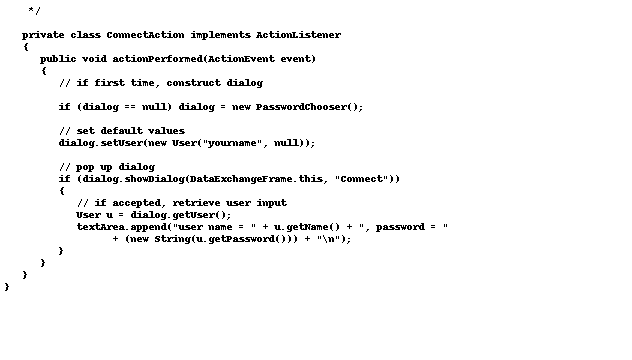 */
private class ConnectAction implements ActionListener
{
public void actionPerformed(ActionEvent event)
{
// if first time, construct dialog
if (dialog == null) dialog = new PasswordChooser();
// set default values
dialog.setUser(new User("yourname", null));
// pop up dialog
if (dialog.showDialog(DataExchangeFrame.this, "Connect"))
{
// if accepted, retrieve user input
User u = dialog.getUser();
textArea.append("user name = " + u.getName() + ", password = "
+ (new String(u.getPassword())) + "\n");
}
}
}
}